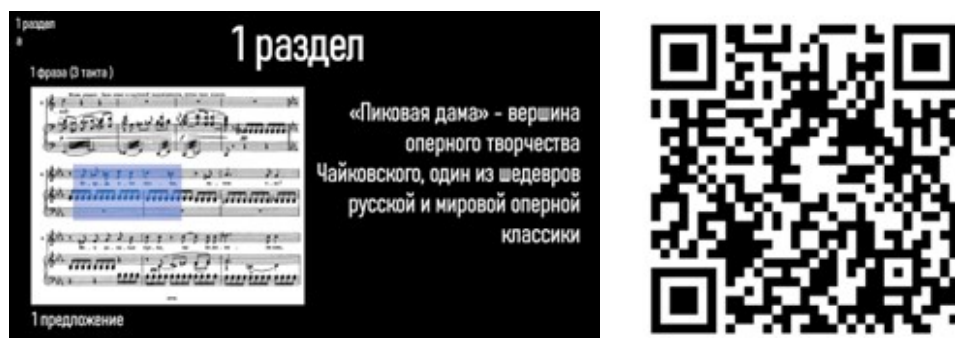 1 раздел
а
1 раздел
1 фраза (3 такта )
«Пиковая дама» - вершина
оперного творчества
Чайковского, один из шедевров
русской и мировой оперной
классики
1 предложение